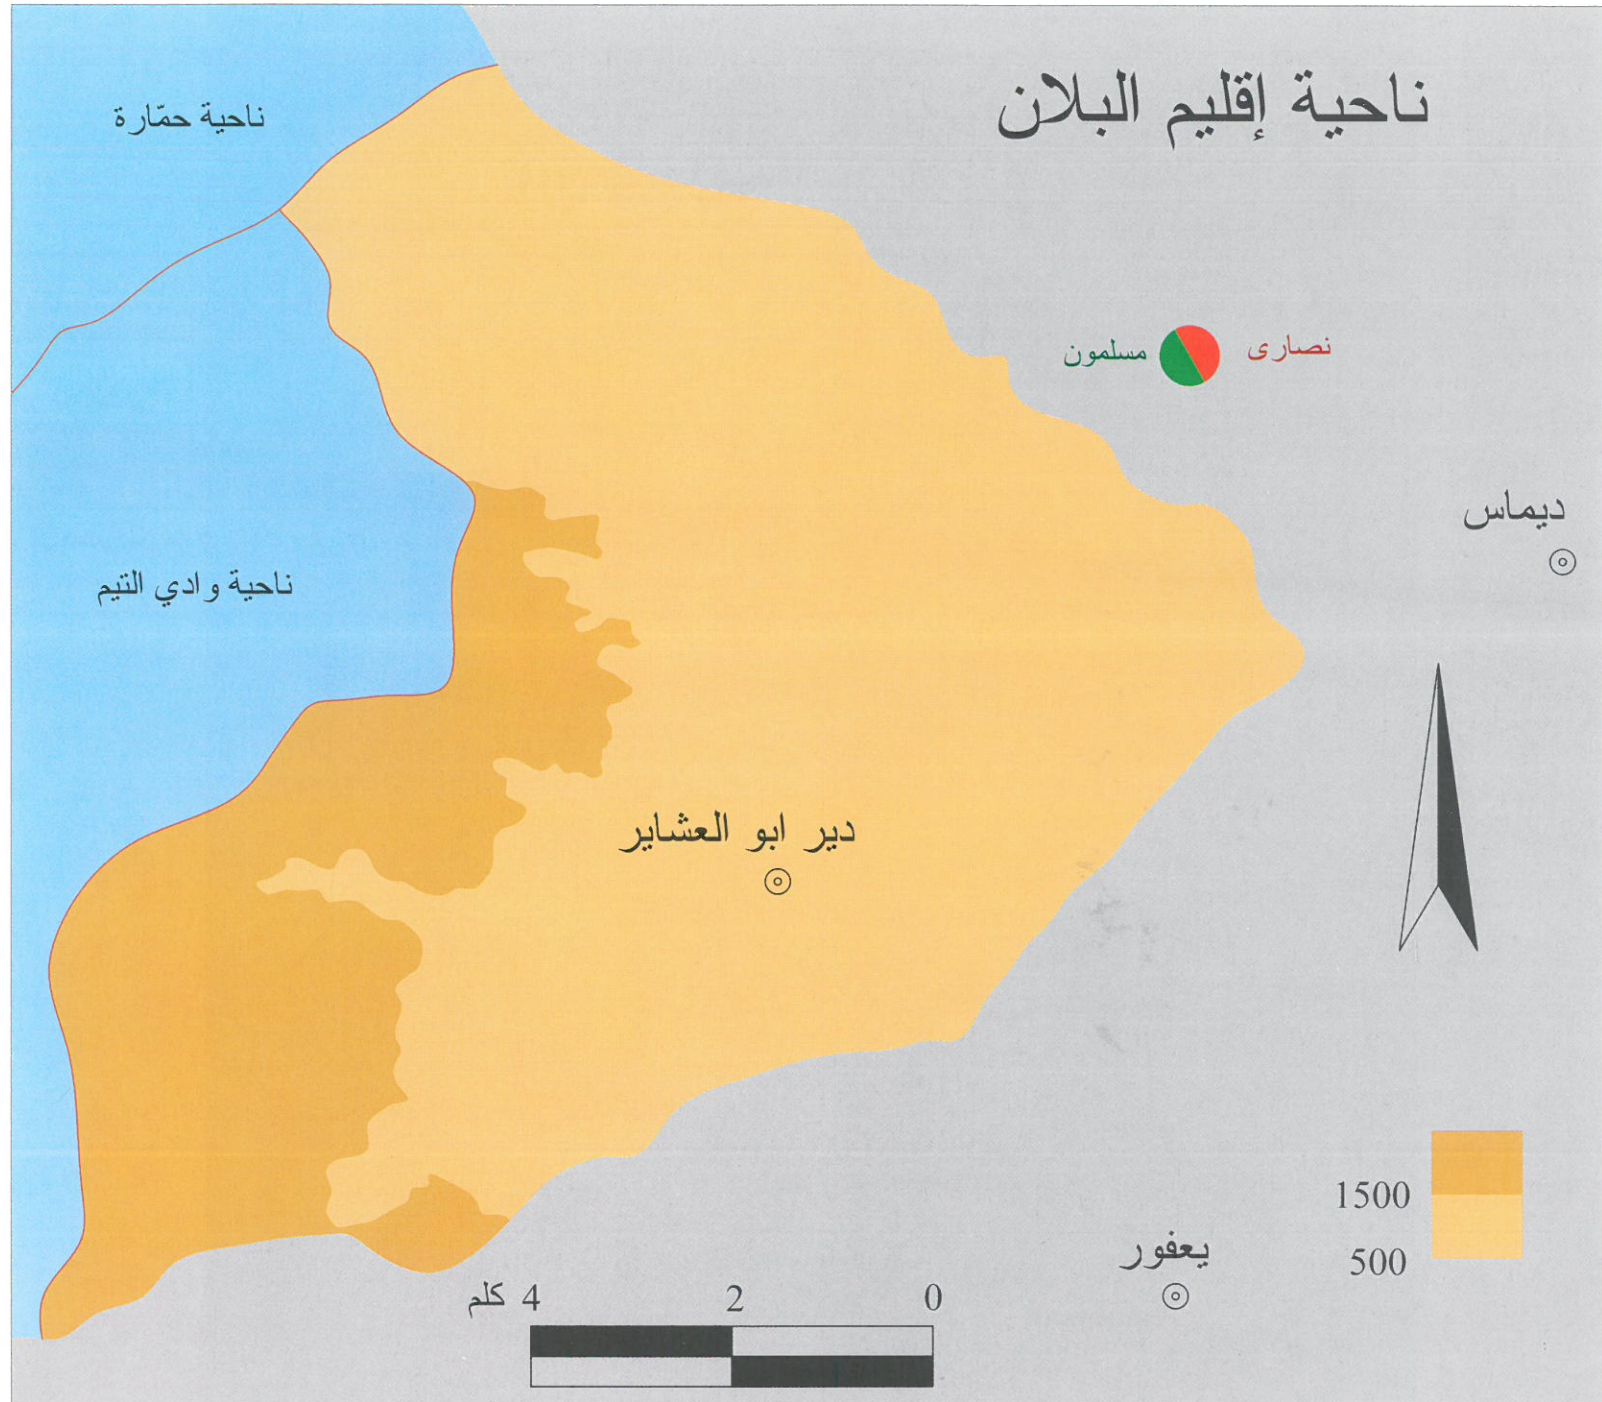 ناحية إقليم البلان
ناحية حمّارة
نصارى
مسلمون
ديماس
ناحية وادي التيم
دير ابو العشاير
1500
500
يعفور
0
2
4 كلم